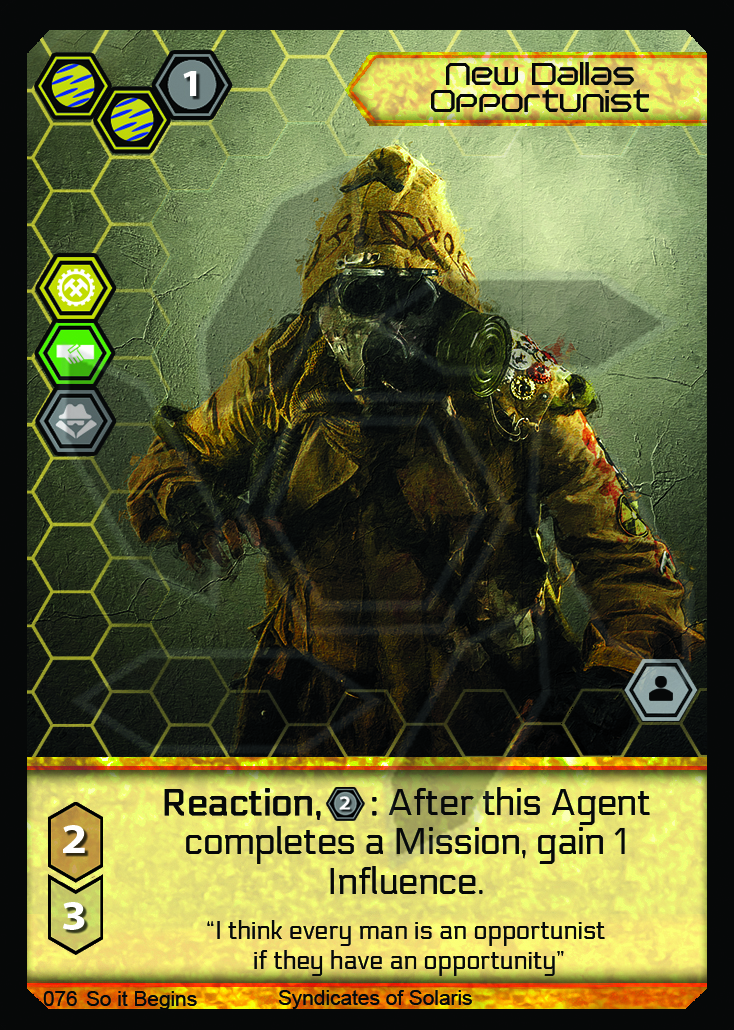 1
New Dallas
Opportunist
2
3
Reaction, 2 : After this Agent
completes a Mission, gain 1
Influence.
“I think every man is an opportunist
if they have an opportunity”
076 So it Begins Syndicates of Solaris